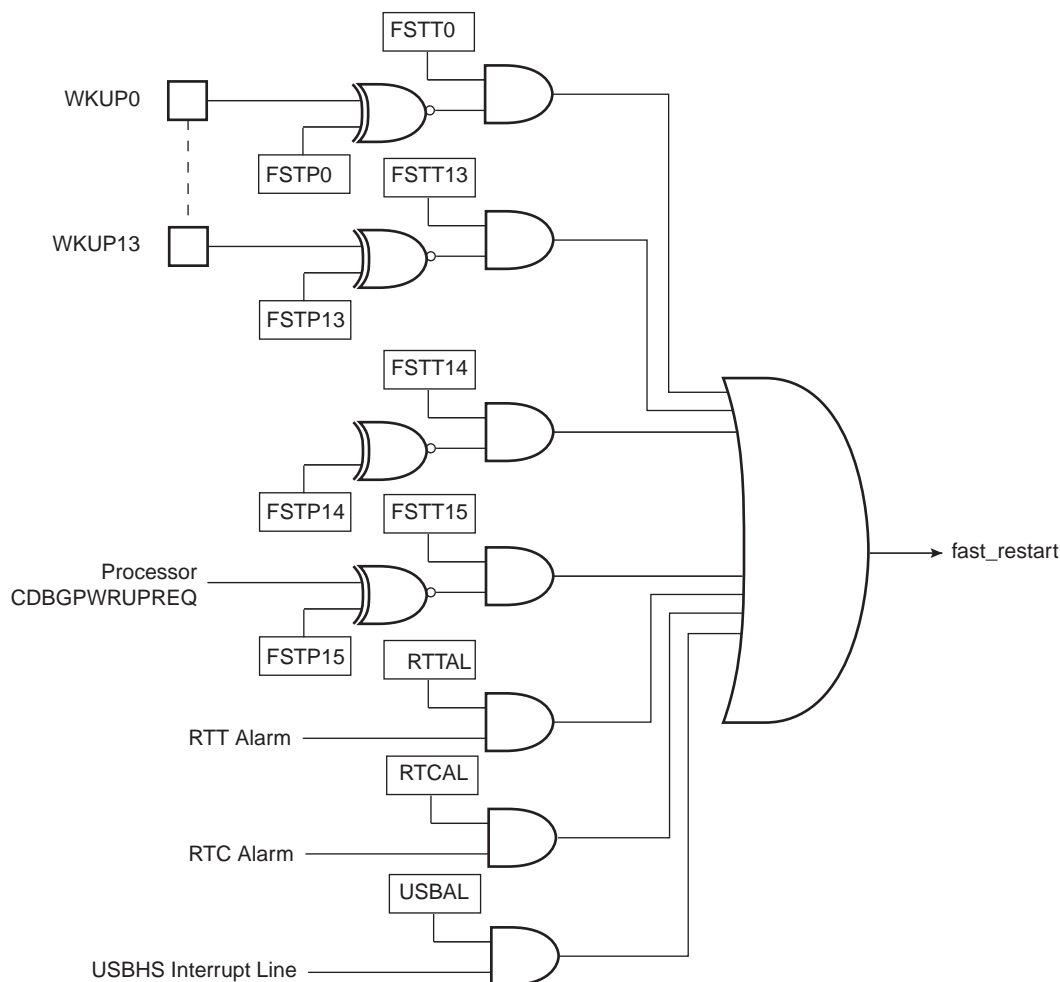 FSTT0
WKUP0
FSTP0
FSTT13
WKUP13
FSTP13
FSTT14
FSTP14
FSTT15
Processor
CDBGPWRUPREQ
fast_restart
FSTP15
RTTAL
RTT Alarm
RTCAL
RTC Alarm
USBAL
USBHS Interrupt Line